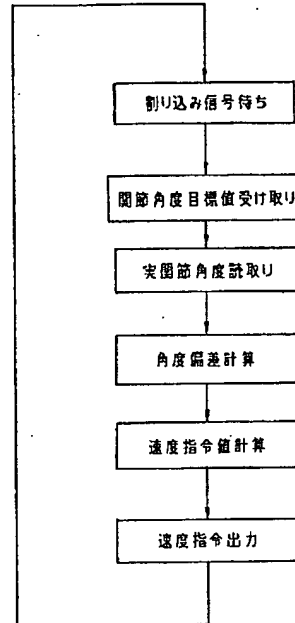 割り込み信号待ち
関節角度目標値受け取り
実関節角度読取り
角度偏差計算
速度指令値計算
速度指令出力